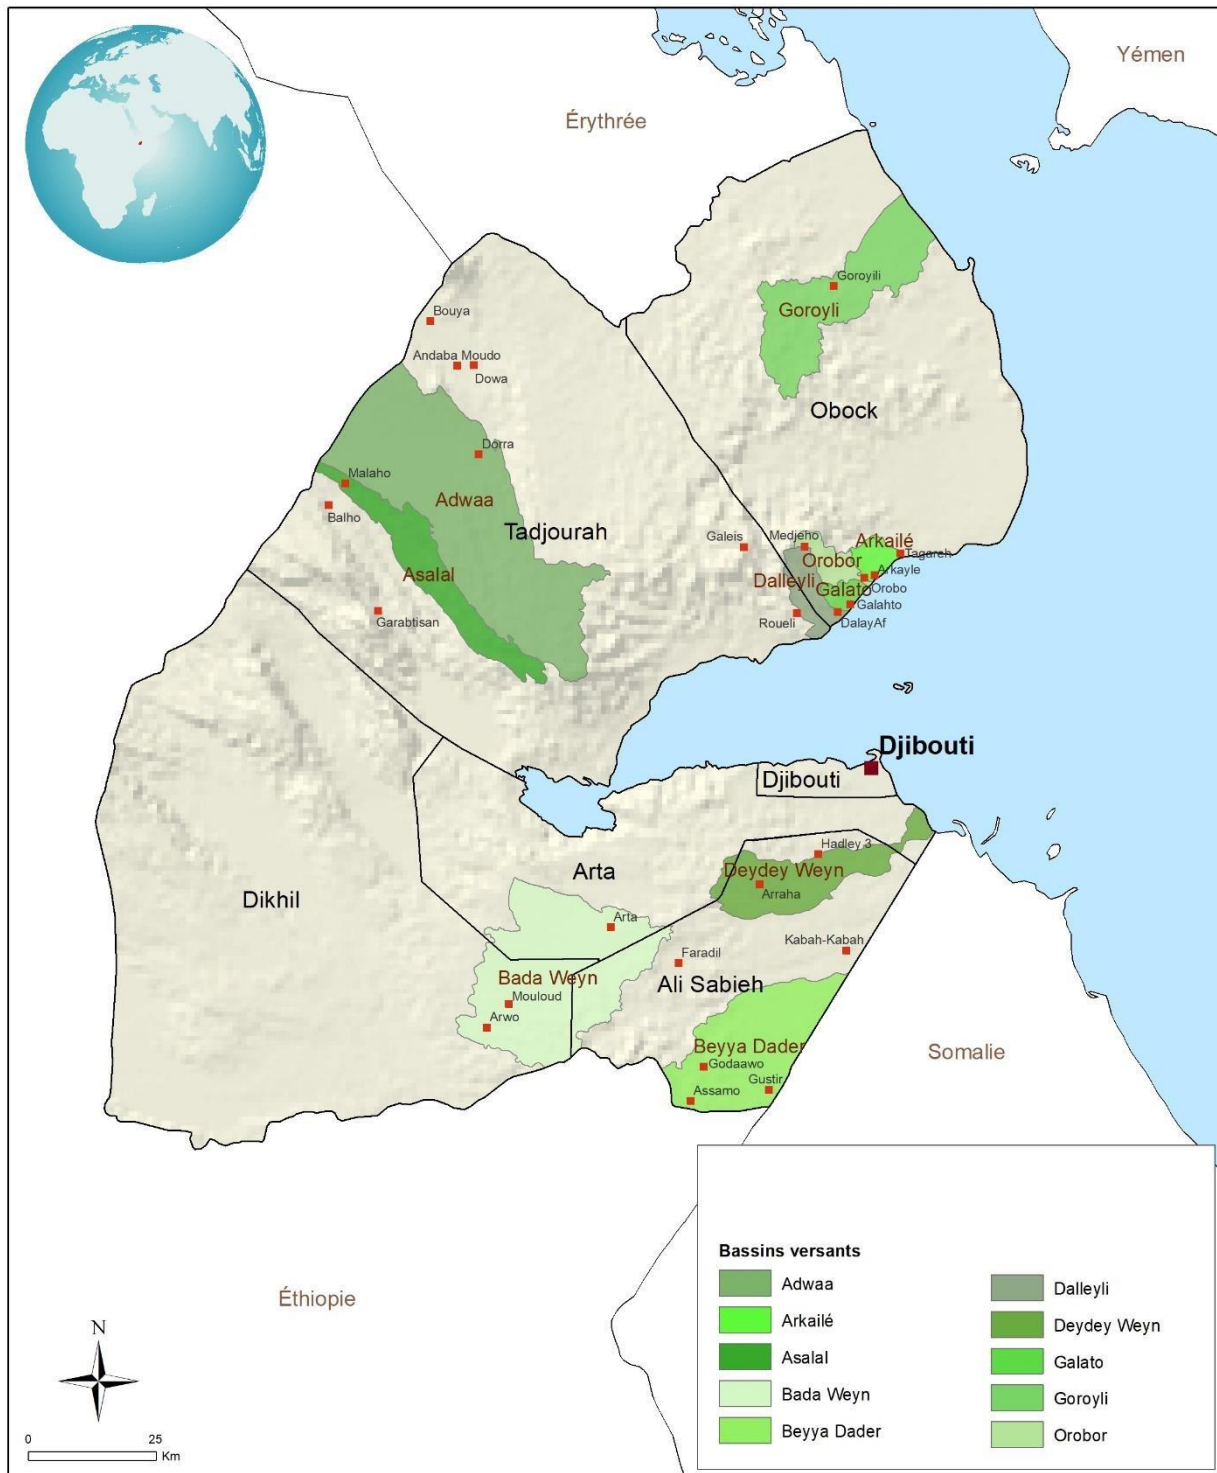 Yémen
Érythrée
Goroyili
Goroyli
Bouya
Andaba Moudo
Dowa
Obock
Dorra
Malaho
Adwaa
Balho
Tadjourah
Galeis
Medjeho
Arkailé
Tagareh
Orobor
Arkayle
Asalal
Dalleyli
Galato
Orobo
Galahto
Garabtisan
Roueli
DalayAf
Djibouti
Djibouti
Hadley 3
Arta
Deydey Weyn
Arraha
Dikhil
Arta
Kabah-Kabah
Faradil
Bada Weyn
Ali Sabieh
Mouloud
Arwo
Beyya Dader
Somalie
Godaawo
Gustir
Assamo
Bassins versants
Adwaa
Arkailé
Asalal
Bada Weyn
Beyya Dader
Dalleyli
Deydey Weyn
Galato
Goroyli
Orobor
Éthiopie
N
0 25
Km